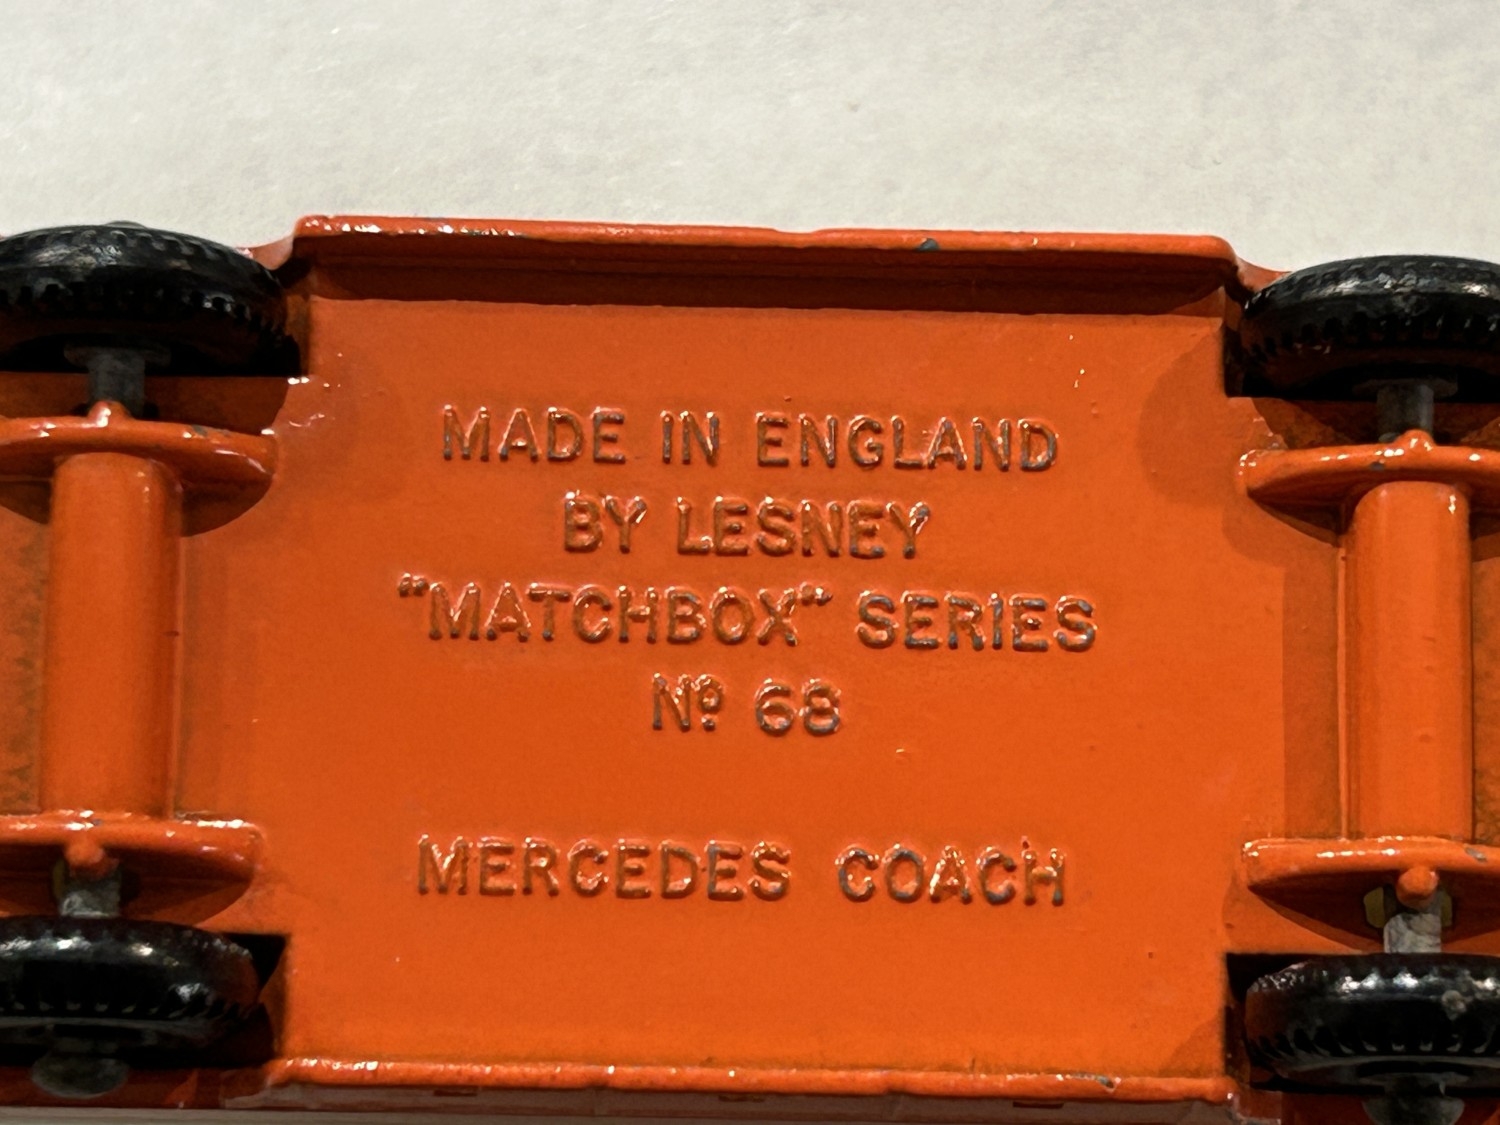 MADE IN ENGLAND
BY LESNEY
"MATCHBOX" SERIES
Nº 68
MERCEDES COACH